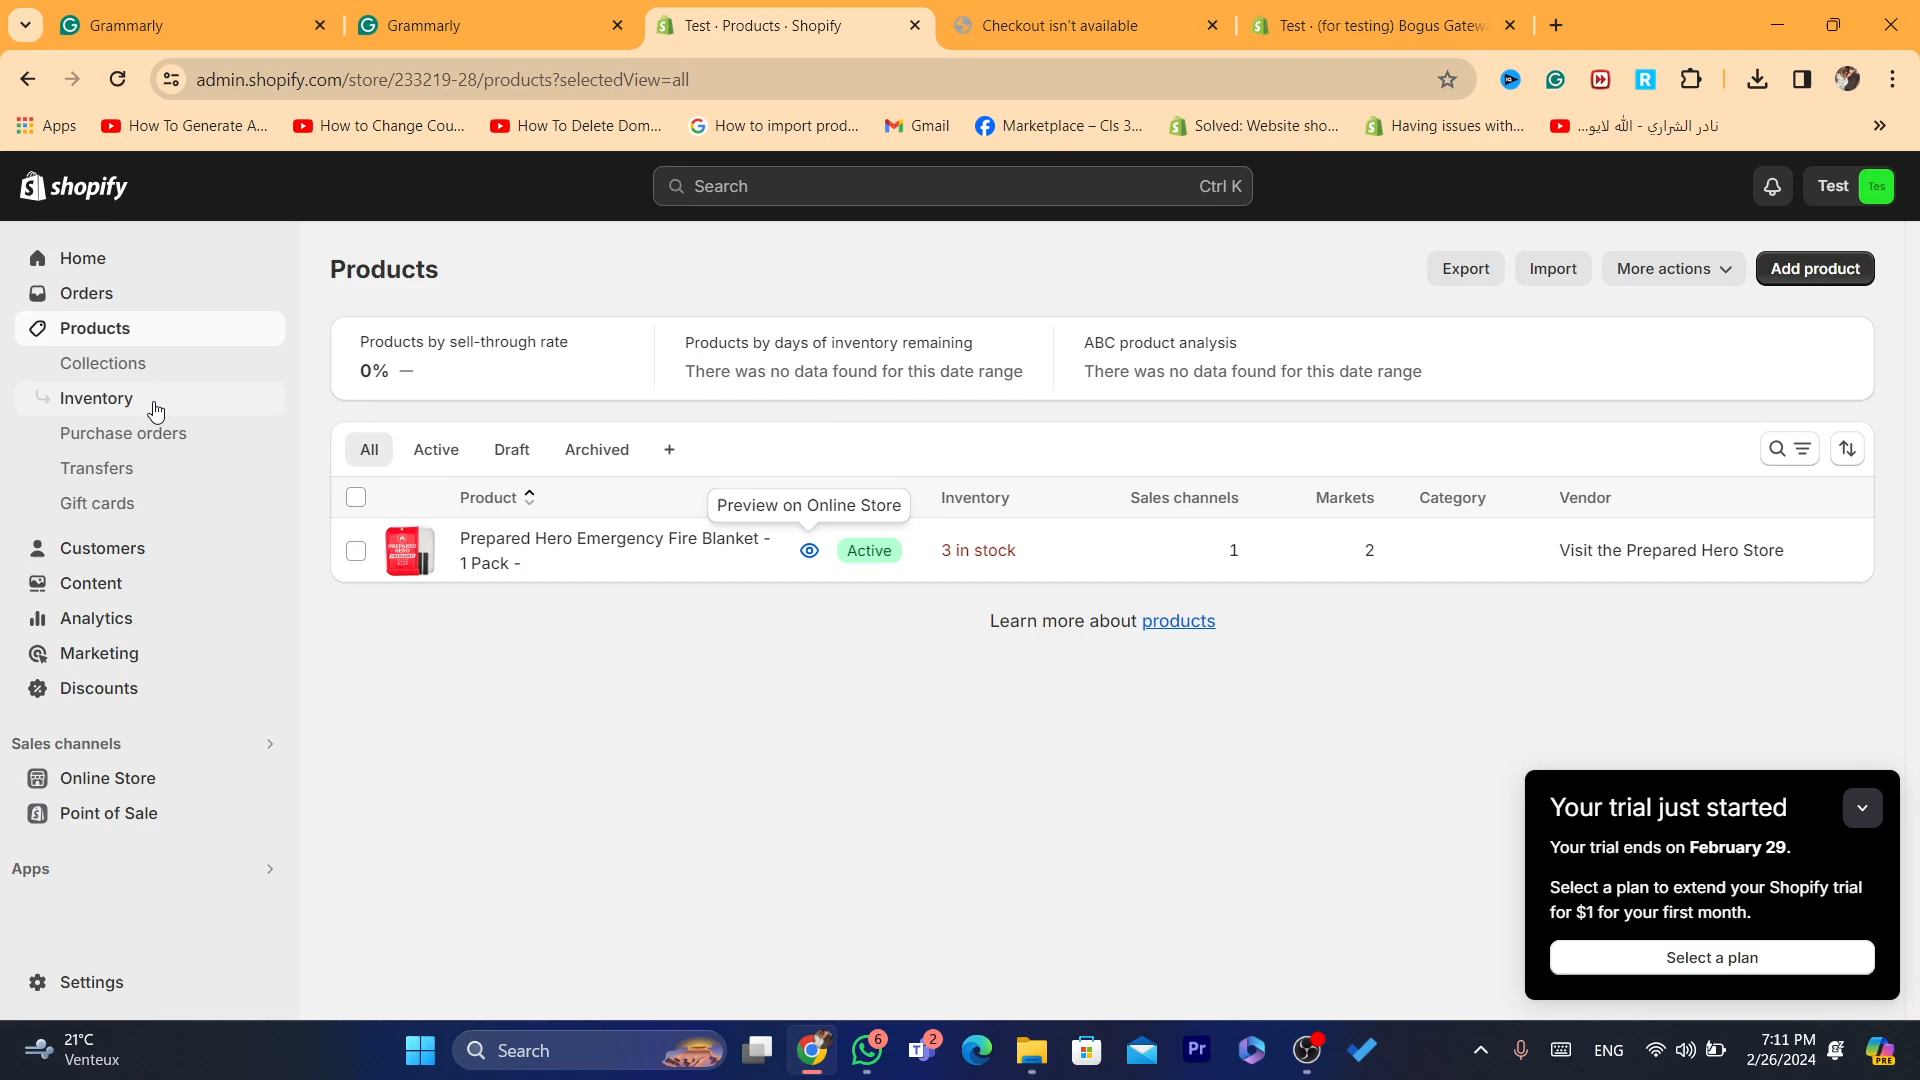 Grammarly
Grammarly
Test · Products · Shopify
Checkout isn't available
Test · (for testing) Bogus Gatew
admin.shopify.com/store/233219-28/products?selectedView=all
Apps
How To Generate A...
How to Change Cou...
How To Delete Dom...
How to import prod...
Gmail
Marketplace – Cls 3...
Solved: Website sho...
Having issues with...
نادر الشراري - الله لايو...
shopify
Search
Ctrl K
Test
Tes
Home
Orders
Products
Collections
Inventory
Purchase orders
Transfers
Gift cards
Customers
Content
Analytics
Marketing
Discounts
Sales channels
Online Store
Point of Sale
Apps
Settings
Products
Export
Import
More actions
Add product
Products by sell-through rate
0% —
Products by days of inventory remaining
There was no data found for this date range
ABC product analysis
There was no data found for this date range
All
Active
Draft
Archived
+
Product
Preview on Online Store
Inventory
Sales channels
Markets
Category
Vendor
PREPARED
HERO
Prepared Hero Emergency Fire Blanket -
1 Pack -
Active
3 in stock
1
2
Visit the Prepared Hero Store
Learn more about products
Your trial just started
Your trial ends on February 29.
Select a plan to extend your Shopify trial
for $1 for your first month.
Select a plan
21°C
Venteux
Search
6
2
Pr
ENG
7:11 PM
2/26/2024
PRE